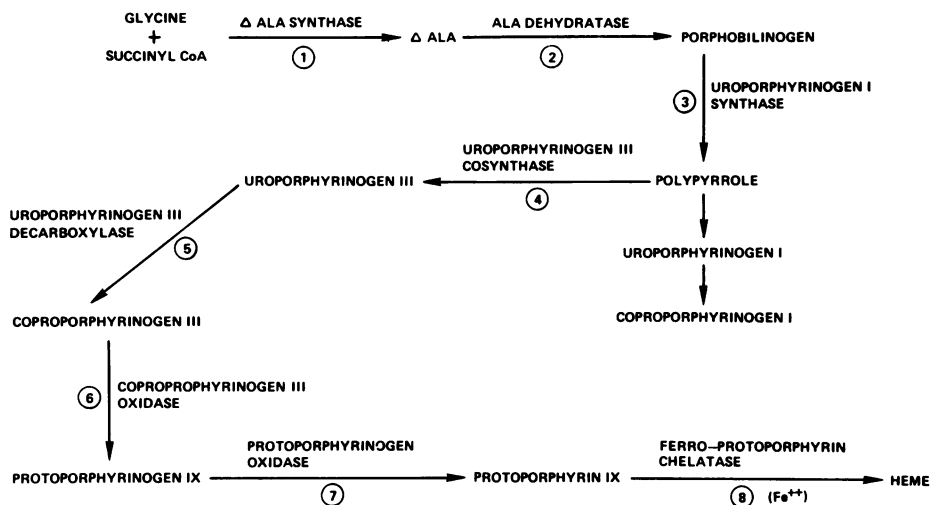 GLYCINE
+
SUCCINYL CoA
Δ ALA SYNTHASE
1
Δ ALA
ALA DEHYDRATASE
2
PORPHOBILINOGEN
3
UROPORPHYRINOGEN I
SYNTHASE
POLYPYRROLE
UROPORPHYRINOGEN III
COSYNTHASE
4
UROPORPHYRINOGEN III
UROPORPHYRINOGEN I
COPROPORPHYRINOGEN I
UROPORPHYRINOGEN III
DECARBOXYLASE
5
COPROPORPHYRINOGEN III
6
COPROPROPHYRINOGEN III
OXIDASE
PROTOPORPHYRINOGEN IX
PROTOPORPHYRINOGEN
OXIDASE
7
PROTOPORPHYRIN IX
FERRO–PROTOPORPHYRIN
CHELATASE
8 (Fe++)
HEME